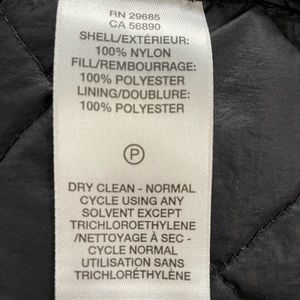 RN 29685
CA 56890
SHELL/EXTÉRIEUR:
100% NYLON
FILL/REMBOURRAGE:
100% POLYESTER
LINING/DOUBLURE:
100% POLYESTER
P
DRY CLEAN - NORMAL
CYCLE USING ANY
SOLVENT EXCEPT
TRICHLOROETHYLENE
/NETTOYAGE À SEC -
CYCLE NORMAL
UTILISATION SANS
TRICHLORÉTHYLÈNE